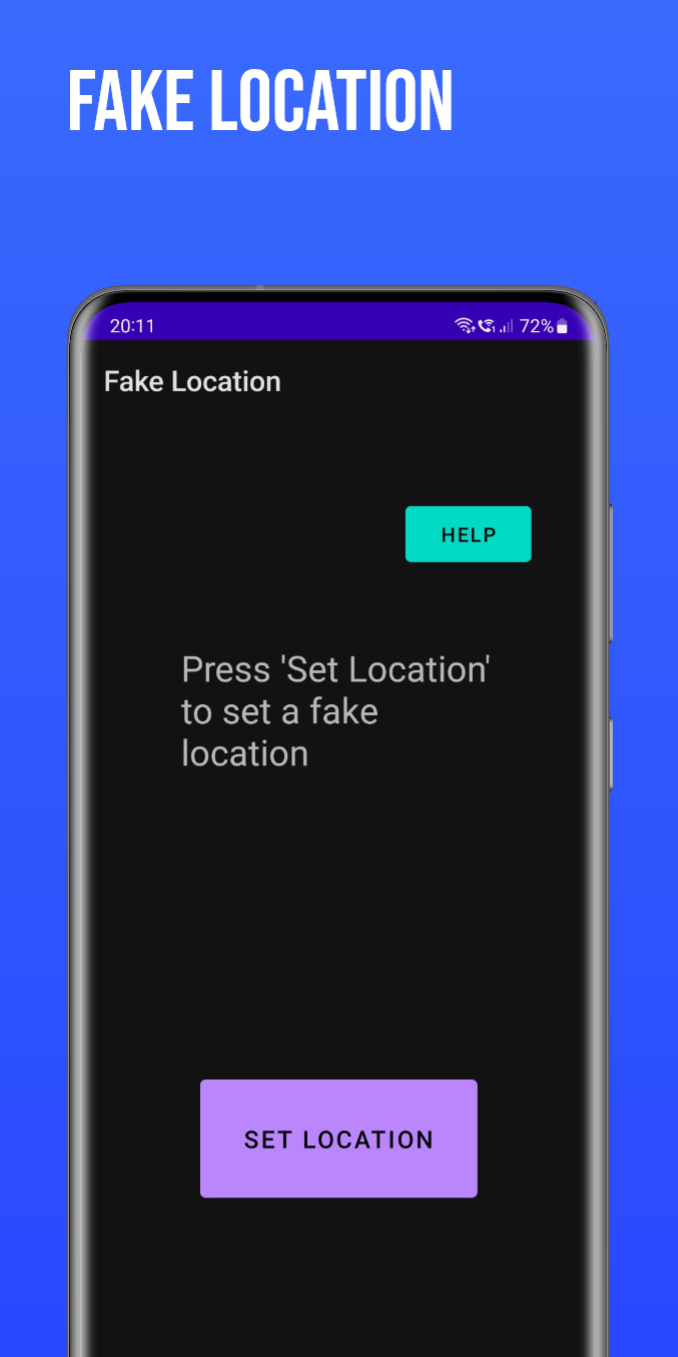 FAKE LOCATION
20:11
72%
Fake Location
HELP
Press 'Set Location'
to set a fake
location
SET LOCATION